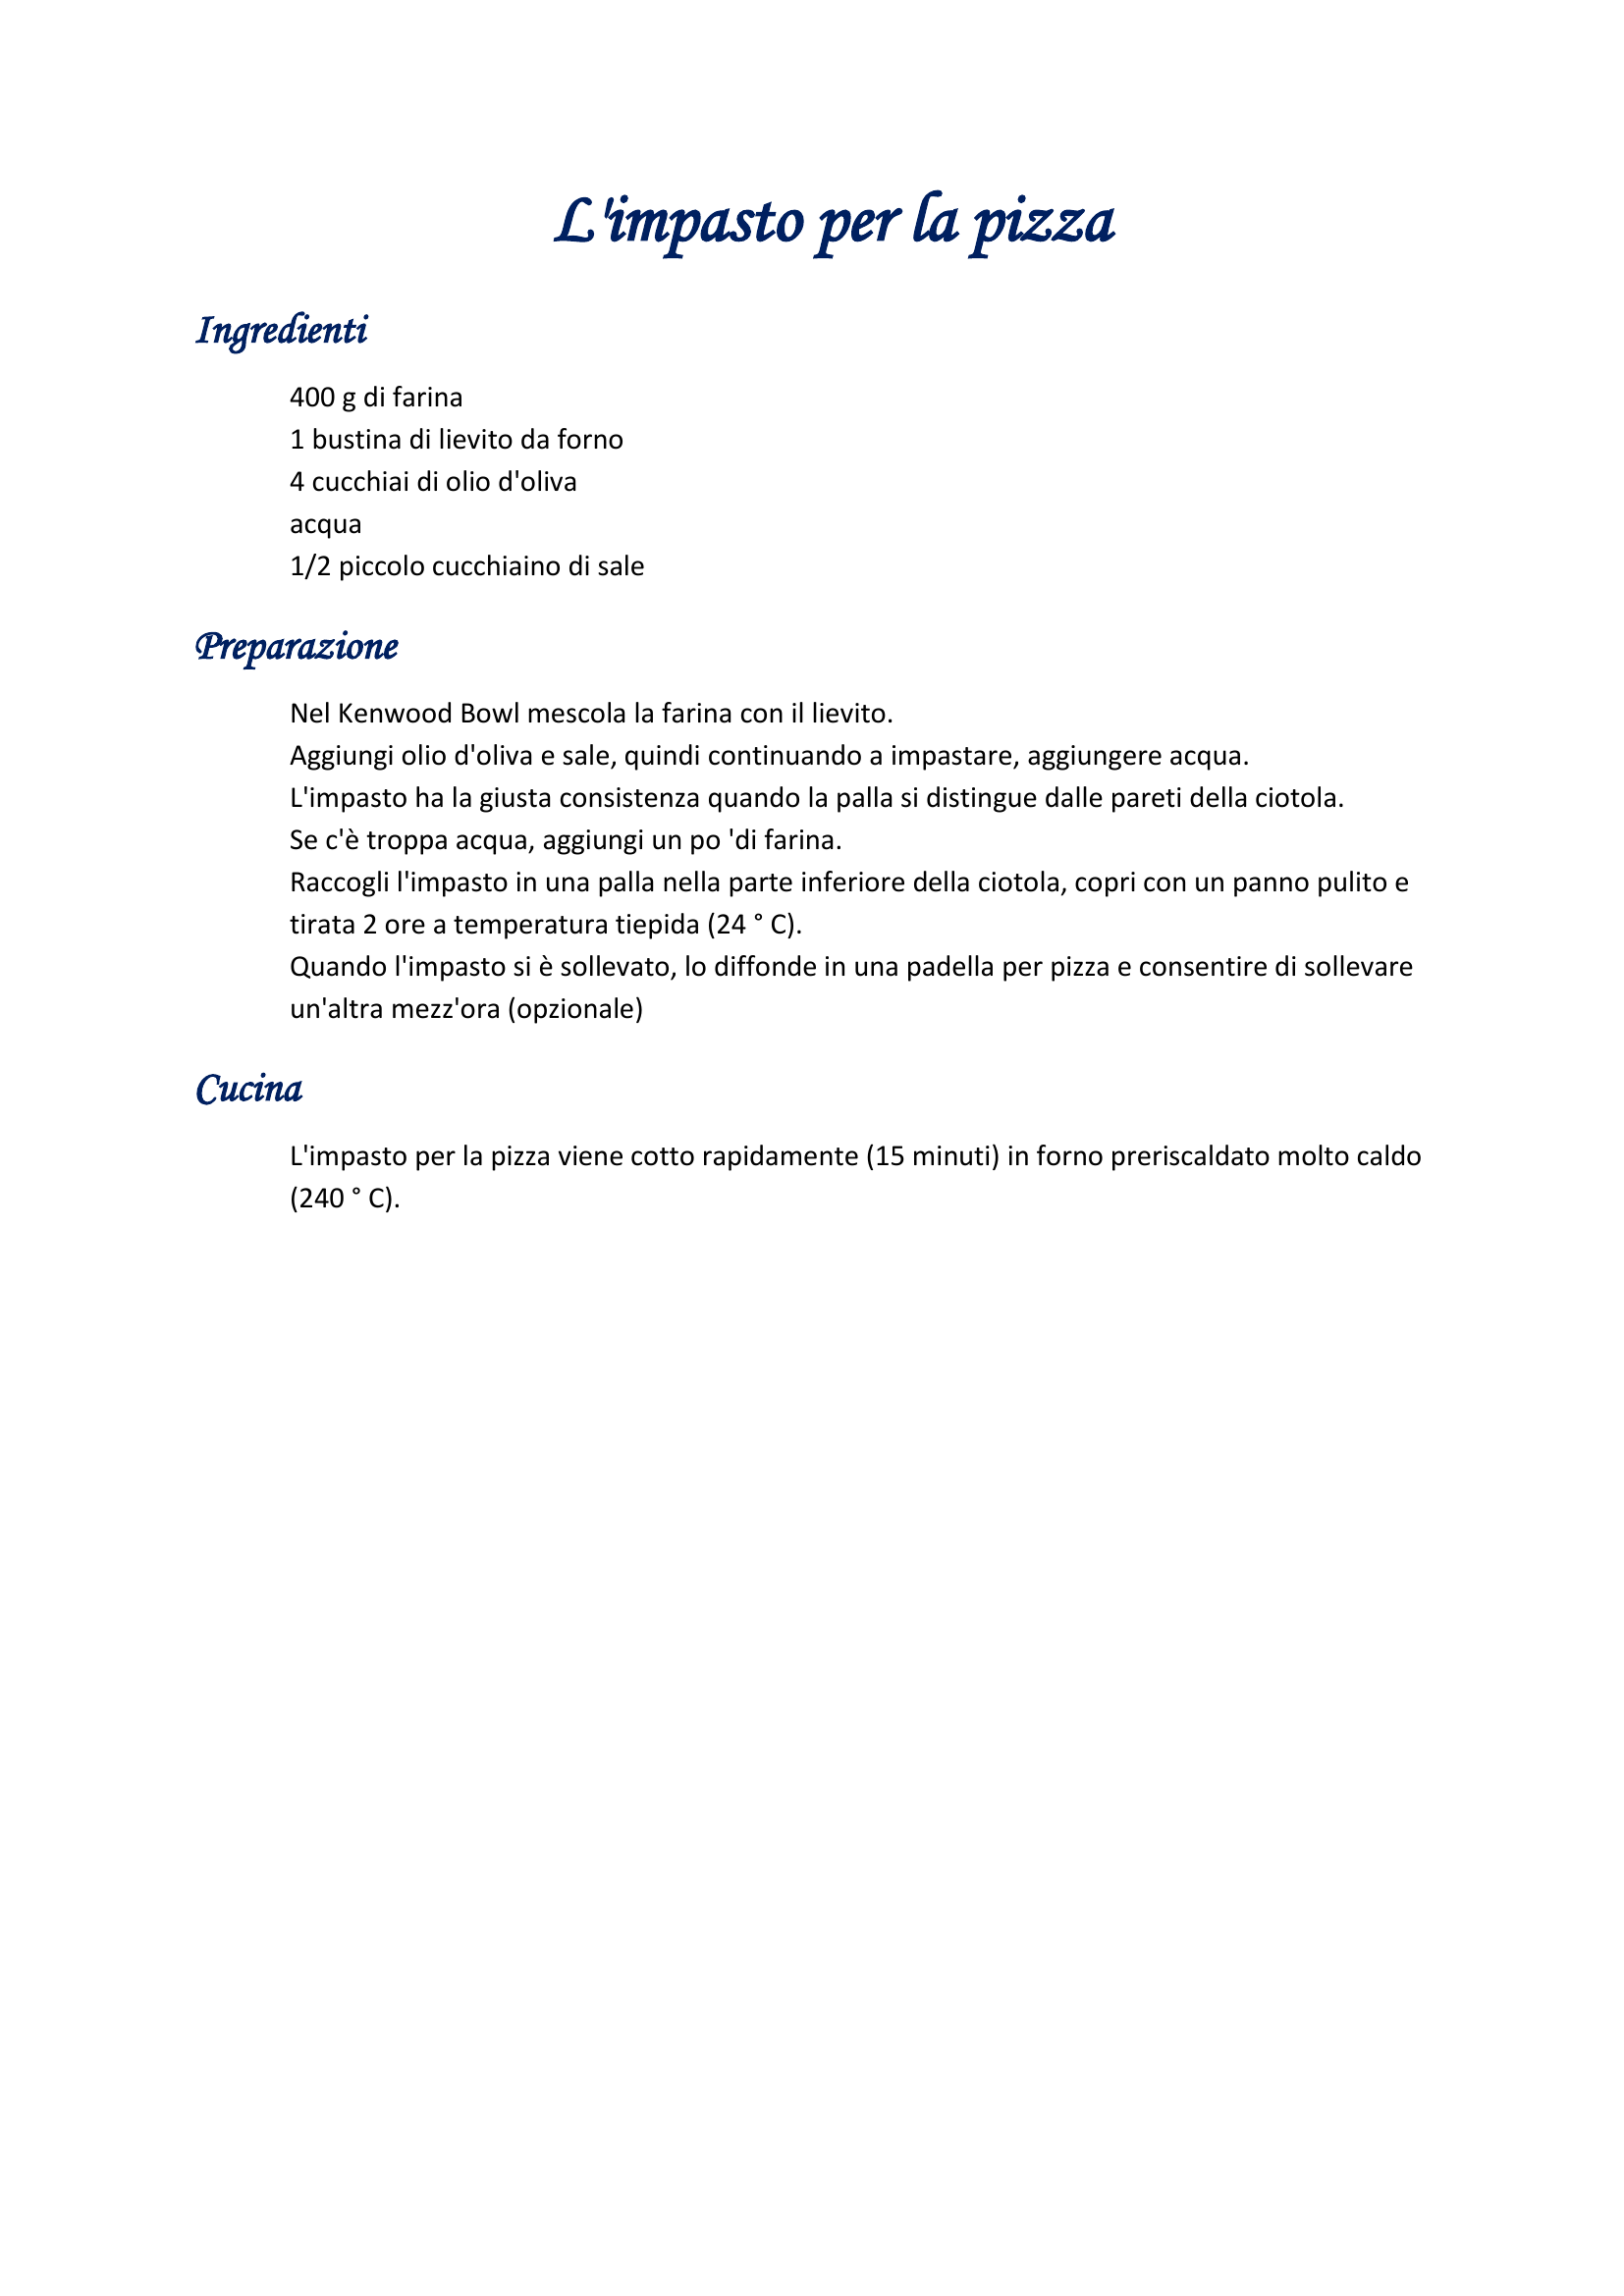 L'impasto per la pizza
Ingredienti
400 g di farina
1 bustina di lievito da forno
4 cucchiai di olio d'oliva
acqua
1/2 piccolo cucchiaino di sale
Preparazione
Nel Kenwood Bowl mescola la farina con il lievito.
Aggiungi olio d'oliva e sale, quindi continuando a impastare, aggiungere acqua.
L'impasto ha la giusta consistenza quando la palla si distingue dalle pareti della ciotola.
Se c'è troppa acqua, aggiungi un po 'di farina.
Raccogli l'impasto in una palla nella parte inferiore della ciotola, copri con un panno pulito e
tirata 2 ore a temperatura tiepida (24 ° C).
Quando l'impasto si è sollevato, lo diffonde in una padella per pizza e consentire di sollevare
un'altra mezz'ora (opzionale)
Cucina
L'impasto per la pizza viene cotto rapidamente (15 minuti) in forno preriscaldato molto caldo
(240 ° C).